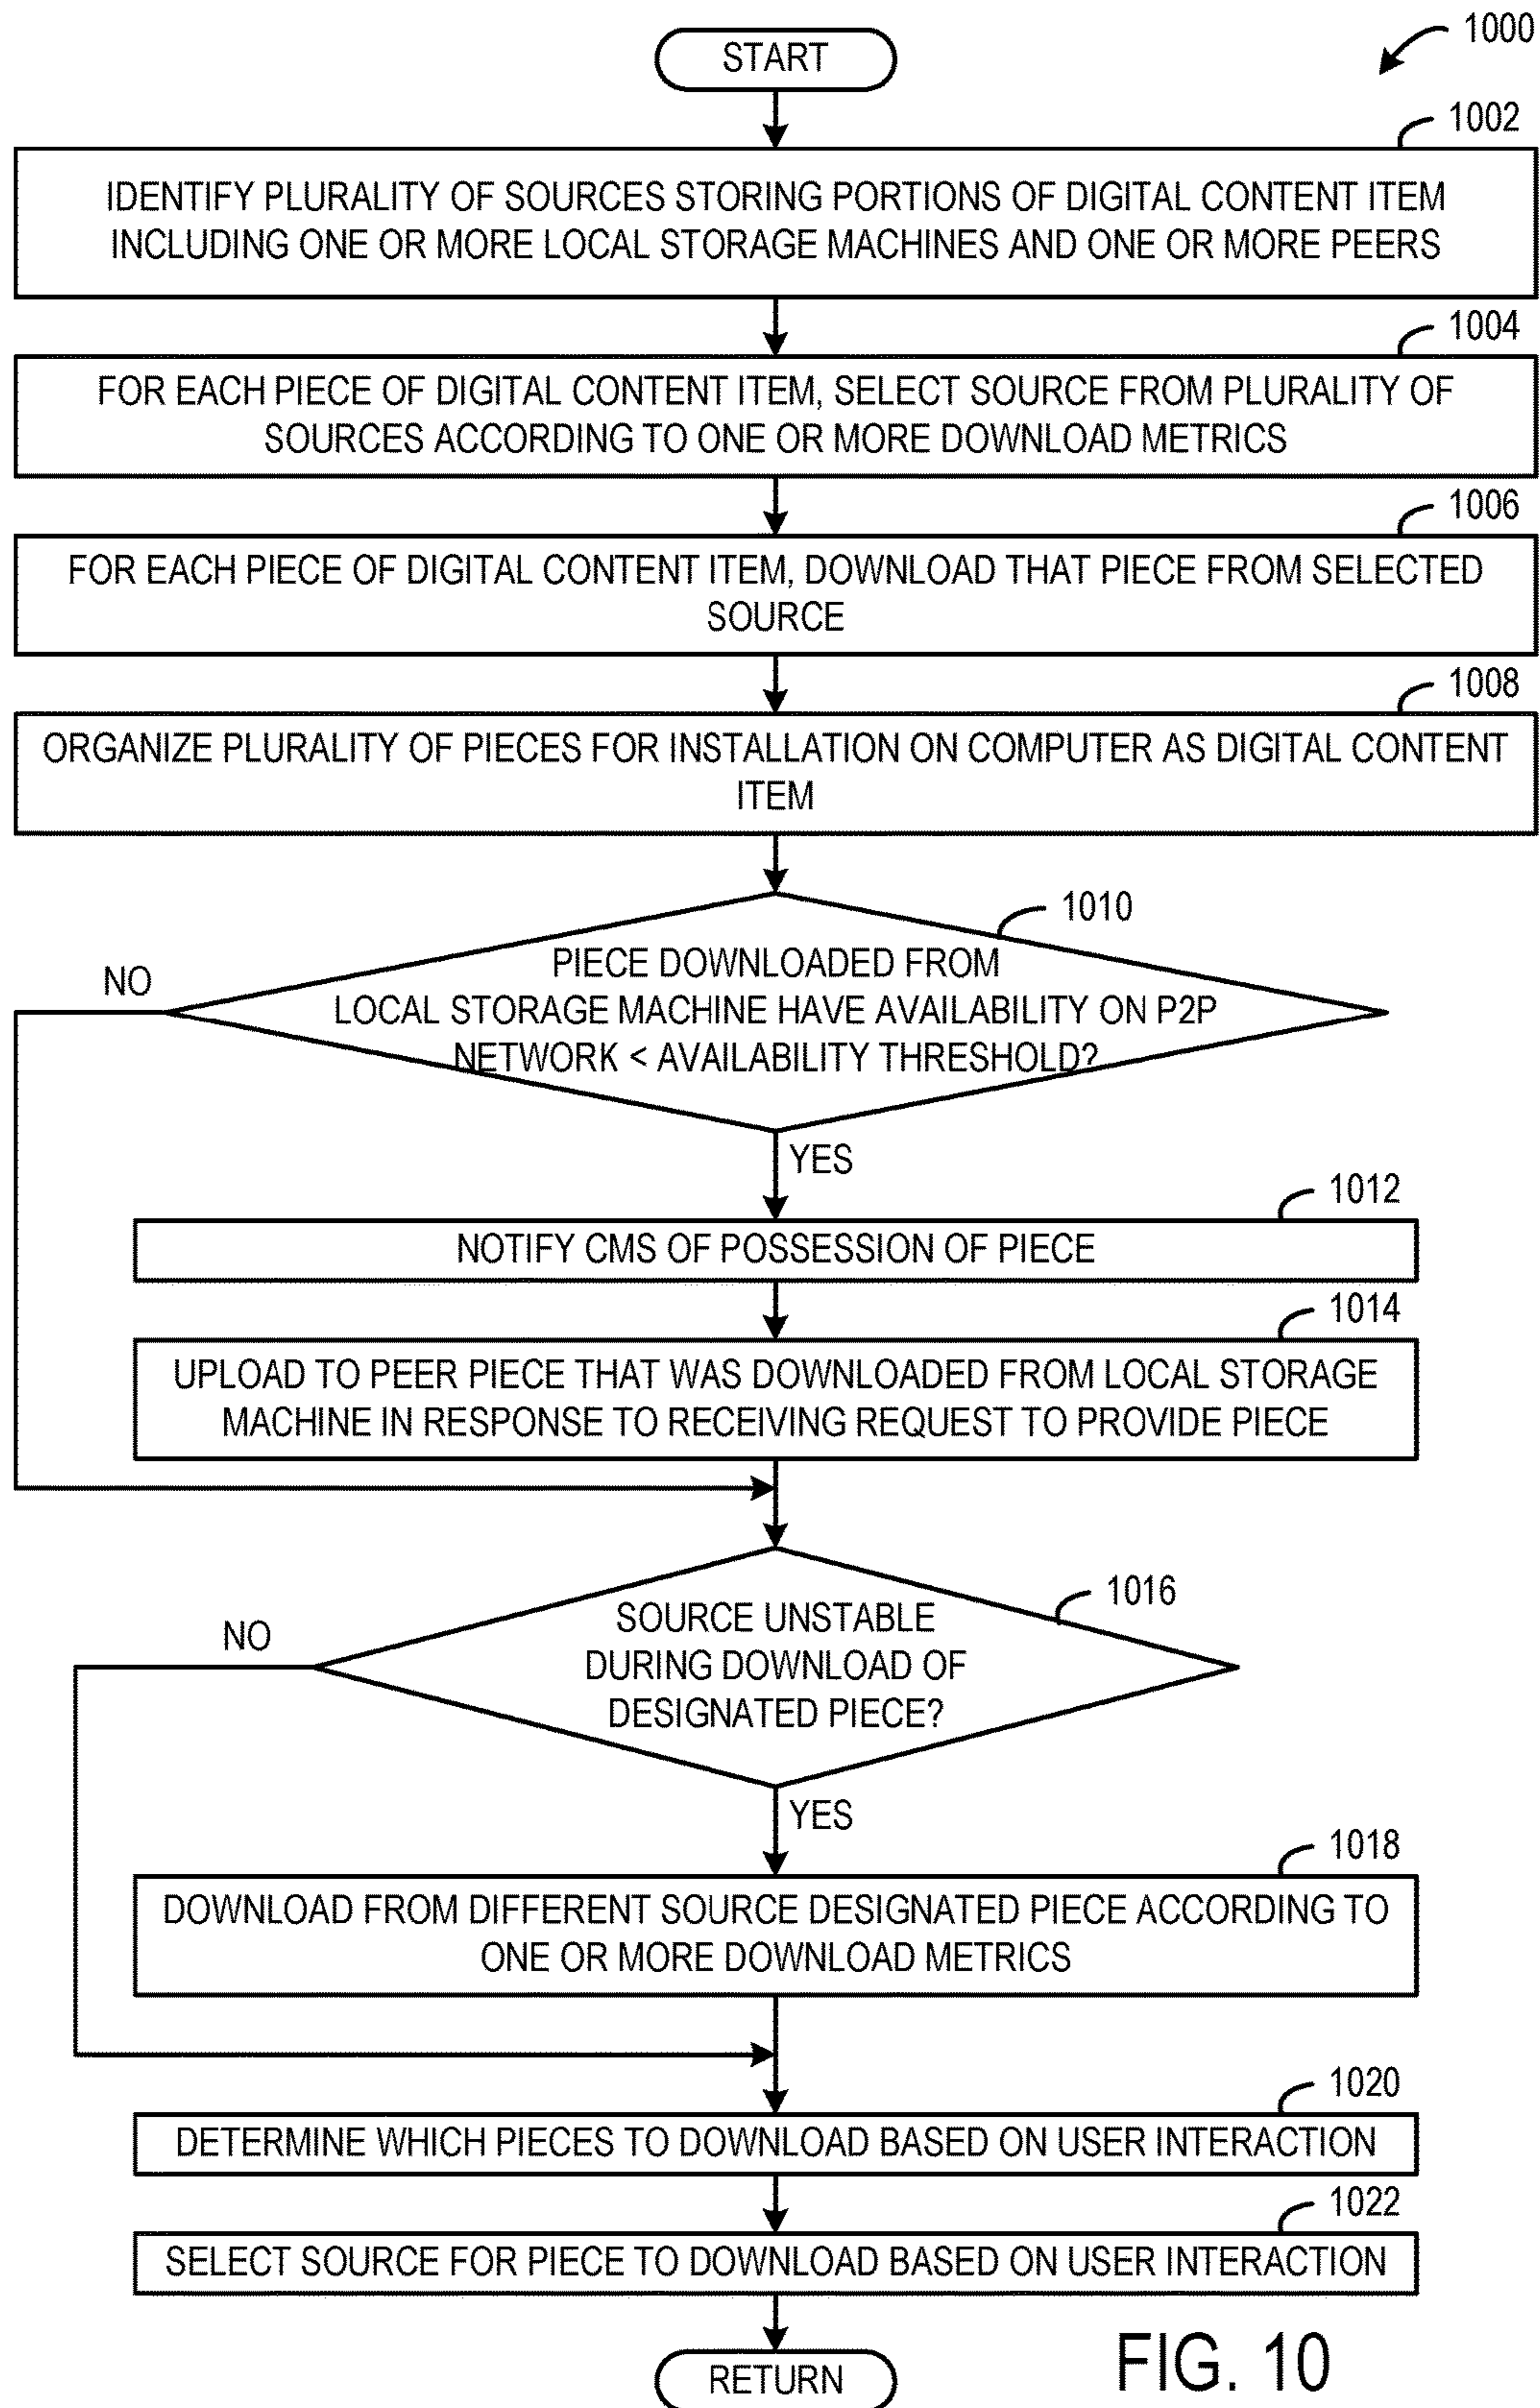 1000
START
1002
IDENTIFY PLURALITY OF SOURCES STORING PORTIONS OF DIGITAL CONTENT ITEM
INCLUDING ONE OR MORE LOCAL STORAGE MACHINES AND ONE OR MORE PEERS
1004
FOR EACH PIECE OF DIGITAL CONTENT ITEM, SELECT SOURCE FROM PLURALITY OF
SOURCES ACCORDING TO ONE OR MORE DOWNLOAD METRICS
1006
FOR EACH PIECE OF DIGITAL CONTENT ITEM, DOWNLOAD THAT PIECE FROM SELECTED
SOURCE
1008
ORGANIZE PLURALITY OF PIECES FOR INSTALLATION ON COMPUTER AS DIGITAL CONTENT
ITEM
1010
NO
PIECE DOWNLOADED FROM
LOCAL STORAGE MACHINE HAVE AVAILABILITY ON P2P
NETWORK < AVAILABILITY THRESHOLD?
YES
1012
NOTIFY CMS OF POSSESSION OF PIECE
1014
UPLOAD TO PEER PIECE THAT WAS DOWNLOADED FROM LOCAL STORAGE
MACHINE IN RESPONSE TO RECEIVING REQUEST TO PROVIDE PIECE
1016
NO
SOURCE UNSTABLE
DURING DOWNLOAD OF
DESIGNATED PIECE?
YES
1018
DOWNLOAD FROM DIFFERENT SOURCE DESIGNATED PIECE ACCORDING TO
ONE OR MORE DOWNLOAD METRICS
1020
DETERMINE WHICH PIECES TO DOWNLOAD BASED ON USER INTERACTION
1022
SELECT SOURCE FOR PIECE TO DOWNLOAD BASED ON USER INTERACTION
RETURN
FIG. 10